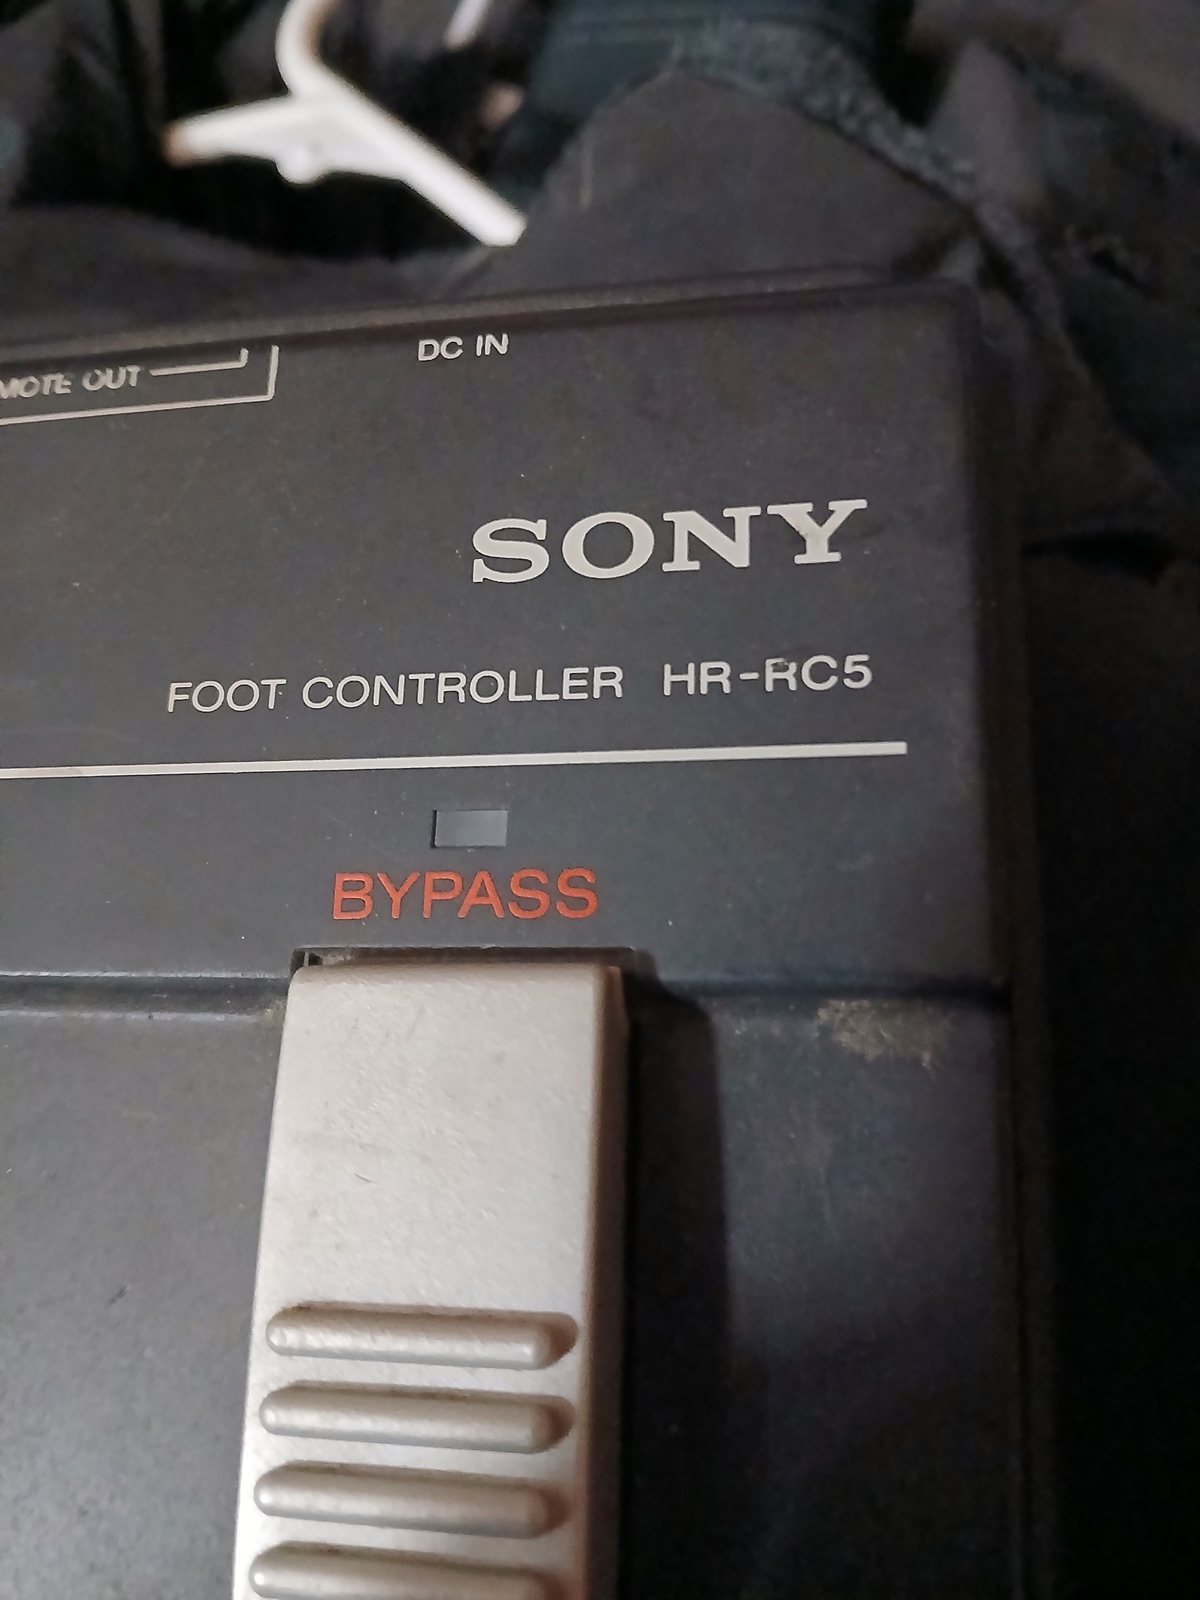 DC IN
MOTE OUT
SONY
FOOT CONTROLLER HR-RC5
BYPASS